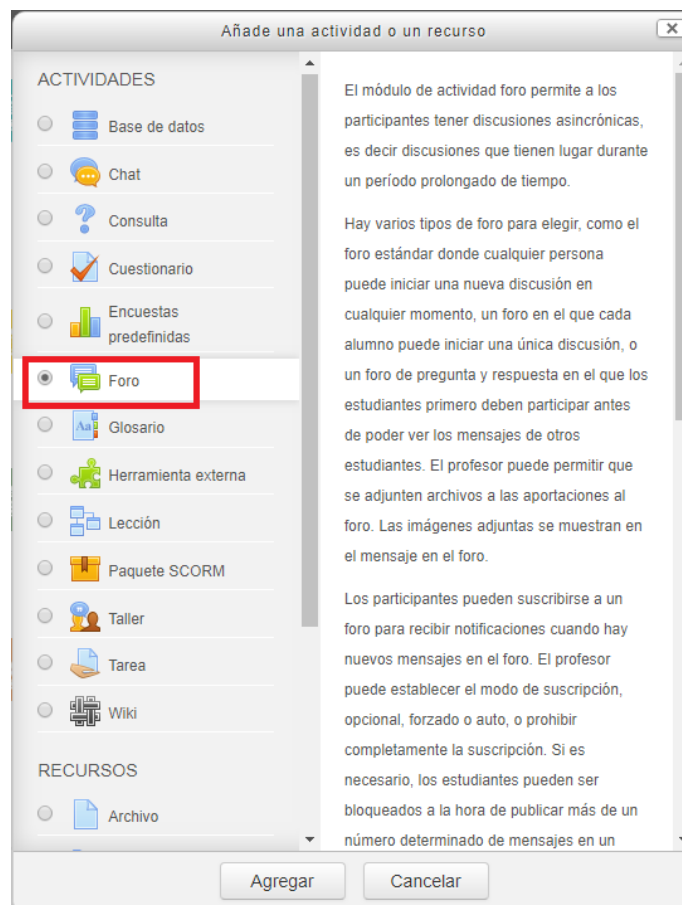 Añade una actividad o un recurso
ACTIVIDADES
Base de datos
Chat
Consulta
Cuestionario
Encuestas
predefinidas
Foro
Glosario
Herramienta externa
Lección
Paquete SCORM
Taller
Tarea
Wiki
RECURSOS
Archivo
El módulo de actividad foro permite a los
participantes tener discusiones asincrónicas,
es decir discusiones que tienen lugar durante
un período prolongado de tiempo.
Hay varios tipos de foro para elegir, como el
foro estándar donde cualquier persona
puede iniciar una nueva discusión en
cualquier momento, un foro en el que cada
alumno puede iniciar una única discusión, o
un foro de pregunta y respuesta en el que los
estudiantes primero deben participar antes
de poder ver los mensajes de otros
estudiantes. El profesor puede permitir que
se adjunten archivos a las aportaciones al
foro. Las imágenes adjuntas se muestran en
el mensaje en el foro.
Los participantes pueden suscribirse a un
foro para recibir notificaciones cuando hay
nuevos mensajes en el foro. El profesor
puede establecer el modo de suscripción,
opcional, forzado o auto, o prohibir
completamente la suscripción. Si es
necesario, los estudiantes pueden ser
bloqueados a la hora de publicar más de un
número determinado de mensajes en un
Agregar
Cancelar